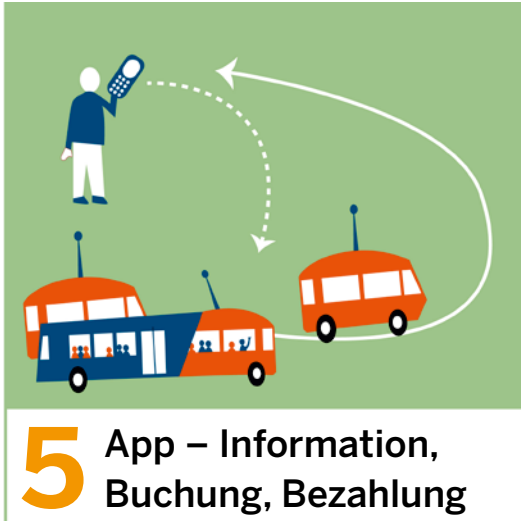 5 App – Information,
Buchung, Bezahlung